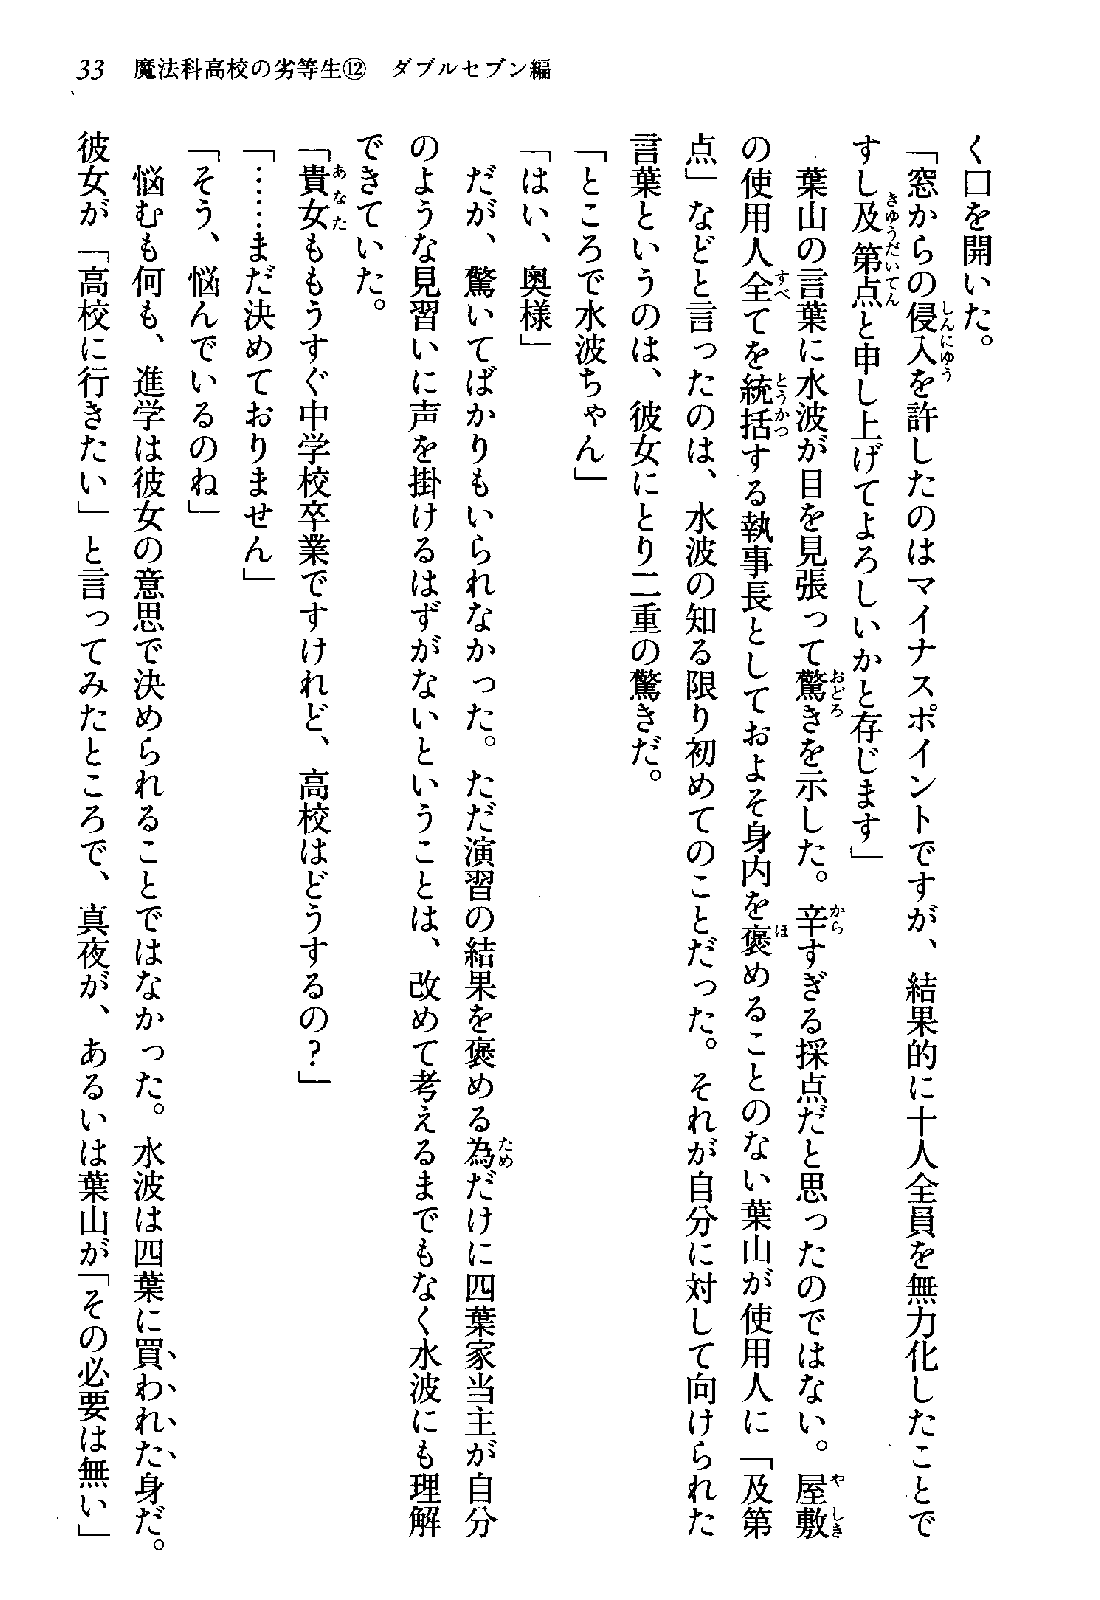 33　魔法科高校の劣等生⑫　ダブルセブン編
く口を開いた。
「窓からの侵入を許したのはマイナスポイントですが、結果的に十人全員を無力化したことで
すし及第点と申し上げてよろしいかと存じます」
　葉山の言葉に水波が目を見張って驚きを示した。辛すぎる採点だと思ったのではない。屋敷
の使用人全てを統括する執事長としておよそ身内を褒めることのない葉山が使用人に「及第
点」などと言ったのは、水波の知る限り初めてのことだった。それが自分に対して向けられた
言葉というのは、彼女にとり二重の驚きだ。
「ところで水波ちゃん」
「はい、奥様」
　だが、驚いてばかりもいられなかった。ただ演習の結果を褒める為だけに四葉家当主が自分
のような見習いに声を掛けるはずがないということは、改めて考えるまでもなく水波にも理解
できていた。
「貴女ももうすぐ中学校卒業ですけれど、高校はどうするの？」
「……まだ決めておりません」
「そう、悩んでいるのね」
　悩むも何も、進学は彼女の意思で決められることではなかった。水波は四葉に買われた身だ。
彼女が「高校に行きたい」と言ってみたところで、真夜が、あるいは葉山が「その必要は無い」